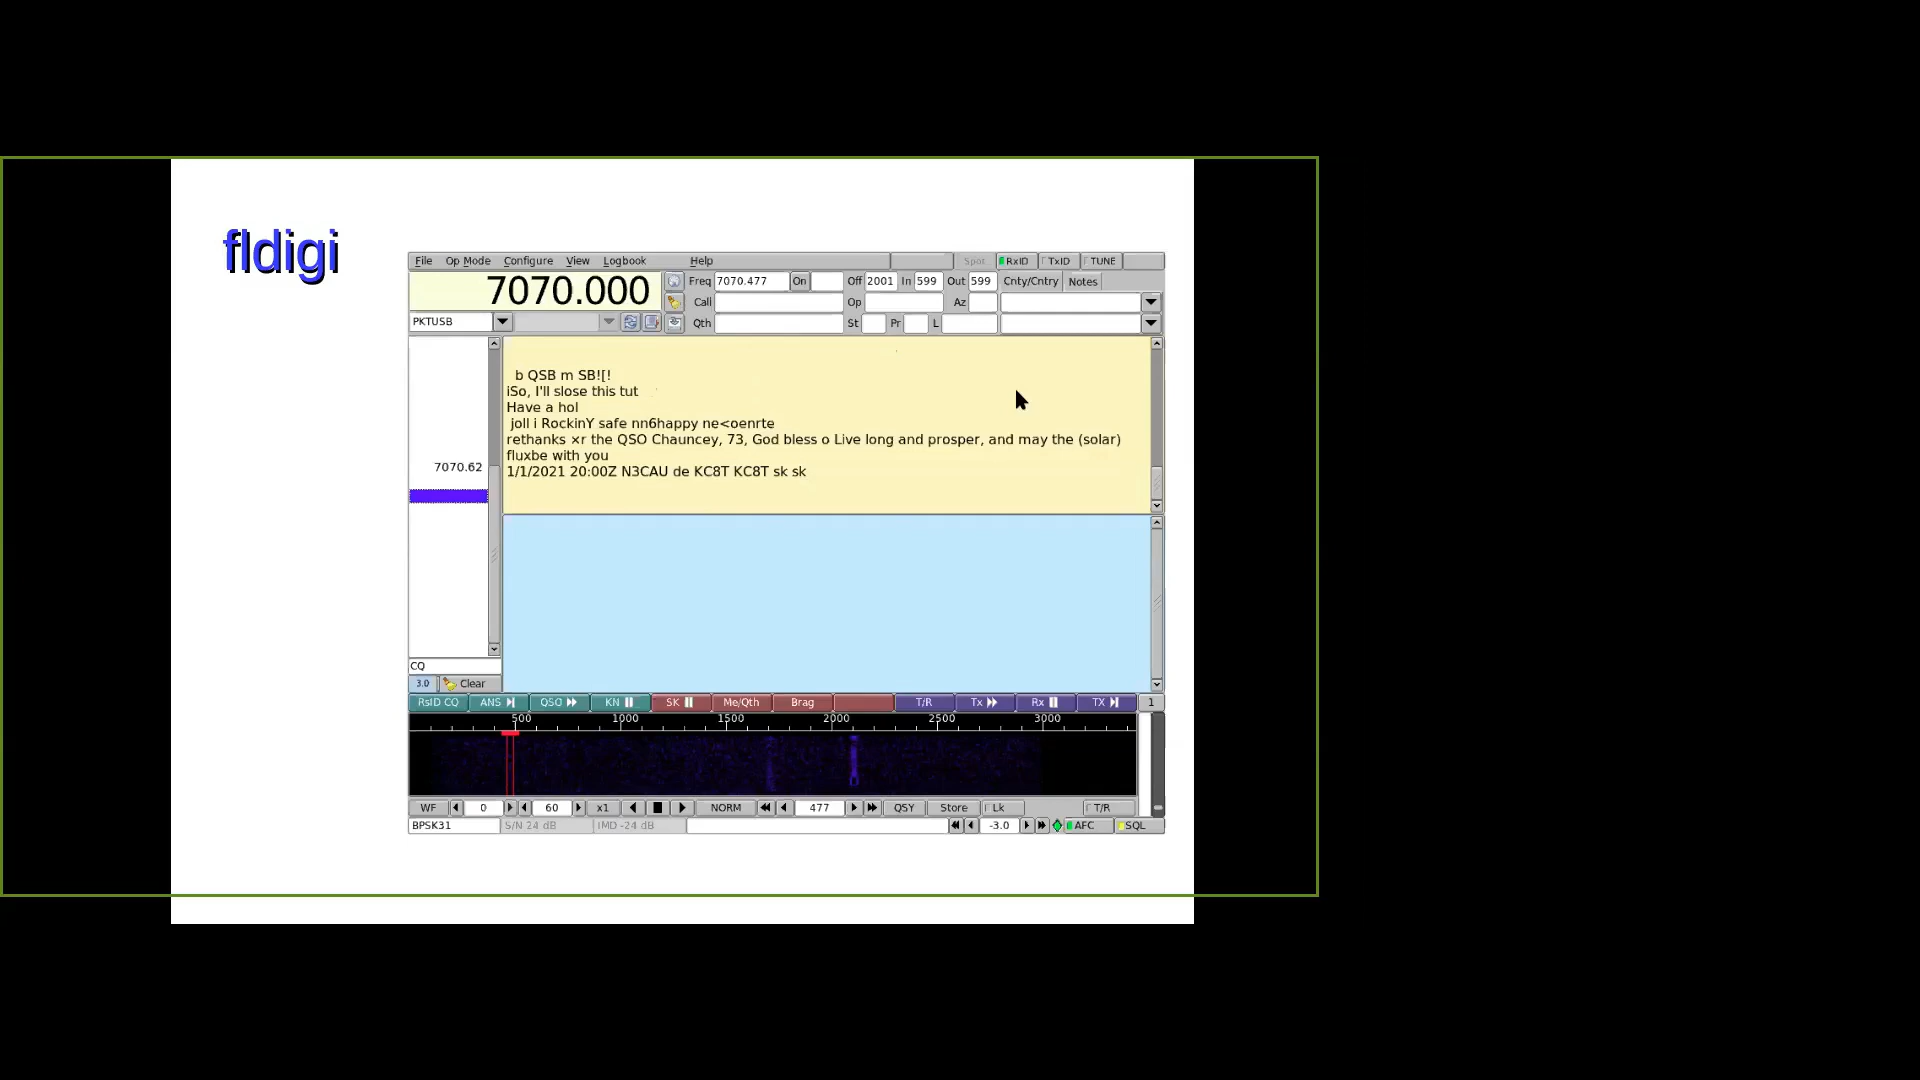 fldigi
File Op Mode Configure View Logbook Help Spot RxID TxID TUNE
7070.000 Freq 7070.477 On Off 2001 In 599 Out 599 Cnty/Cntry Notes
Call Op Az
PKTUSB Qth St Pr L
b QSB m SB![!
iSo, I'll slose this tut
Have a hol
joll i RockinY safe nn6happy ne<oenrte
rethanks ×r the QSO Chauncey, 73, God bless o Live long and prosper, and may the (solar)
fluxbe with you
7070.62
1/1/2021 20:00Z N3CAU de KC8T KC8T sk sk
CQ
3.0 Clear
RsID CQ ANS QSO KN SK Me/Qth Brag T/R Tx Rx TX 1
500 1000 1500 2000 2500 3000
WF 0 60 x1 NORM 477 QSY Store Lk T/R
BPSK31 S/N 24 dB IMD -24 dB -3.0 AFC SQL